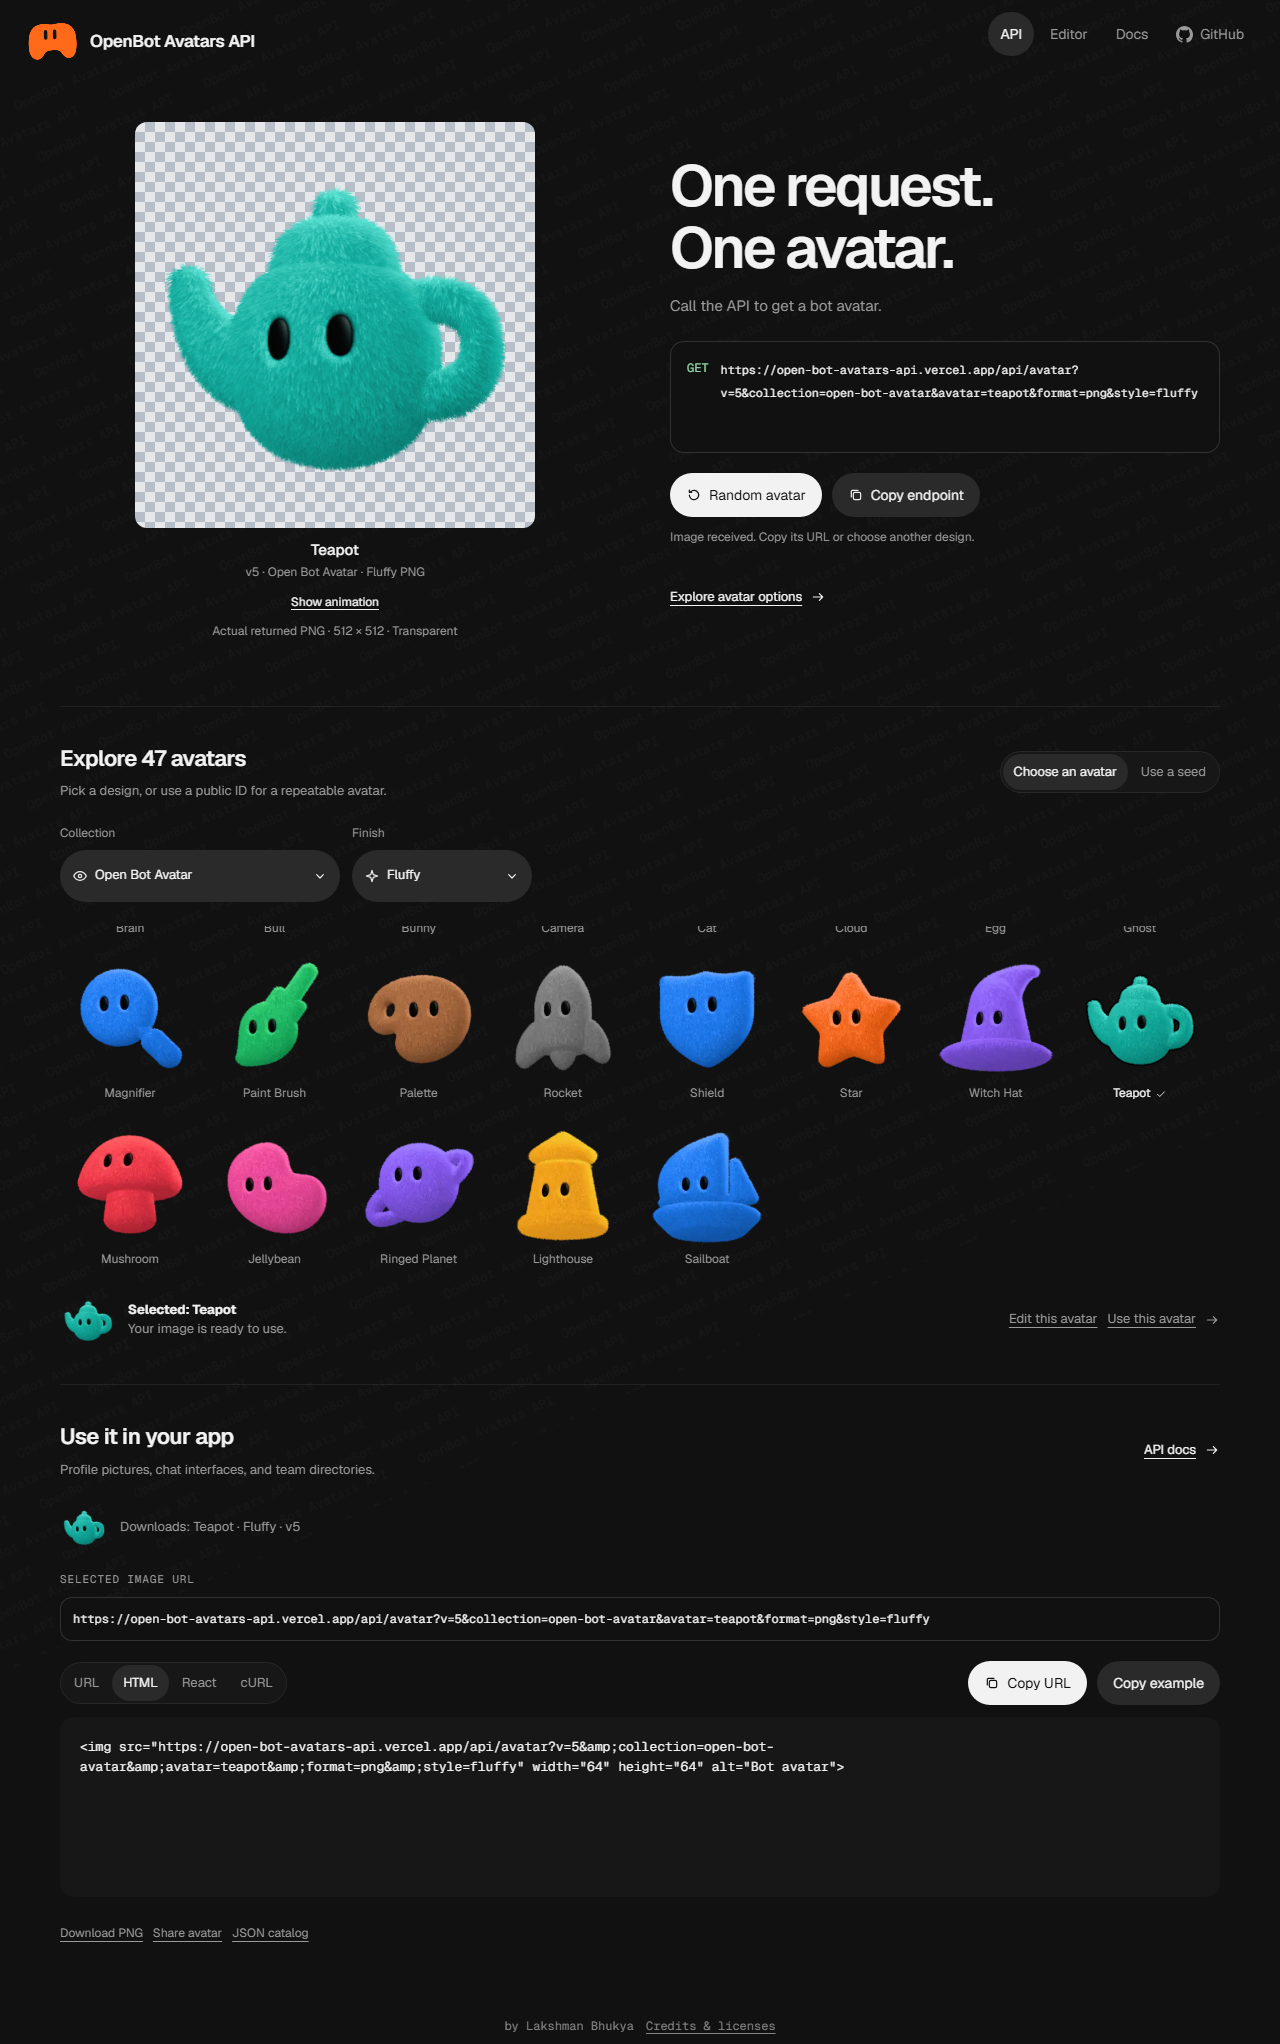 OpenBot Avatars API
API
Editor
Docs
GitHub
One request.
One avatar.
Call the API to get a bot avatar.
GET https://open-bot-avatars-api.vercel.app/api/avatar?
v=5&collection=open-bot-avatar&avatar=teapot&format=png&style=fluffy
Random avatar
Copy endpoint
Image received. Copy its URL or choose another design.
Explore avatar options →
Teapot
v5 · Open Bot Avatar · Fluffy PNG
Show animation
Actual returned PNG · 512 × 512 · Transparent
Explore 47 avatars
Pick a design, or use a public ID for a repeatable avatar.
Choose an avatar
Use a seed
Collection
Finish
Open Bot Avatar
Fluffy
Brain
Bull
Bunny
Camera
Cat
Cloud
Egg
Ghost
Magnifier
Paint Brush
Palette
Rocket
Shield
Star
Witch Hat
Teapot ✓
Mushroom
Jellybean
Ringed Planet
Lighthouse
Sailboat
Selected: Teapot
Your image is ready to use.
Edit this avatar
Use this avatar →
Use it in your app
Profile pictures, chat interfaces, and team directories.
API docs →
Downloads: Teapot · Fluffy · v5
SELECTED IMAGE URL
https://open-bot-avatars-api.vercel.app/api/avatar?v=5&collection=open-bot-avatar&avatar=teapot&format=png&style=fluffy
URL
HTML
React
cURL
Copy URL
Copy example
<img src="https://open-bot-avatars-api.vercel.app/api/avatar?v=5&amp;collection=open-bot-
avatar&amp;avatar=teapot&amp;format=png&amp;style=fluffy" width="64" height="64" alt="Bot avatar">
Download PNG
Share avatar
JSON catalog
by Lakshman Bhukya
Credits & licenses